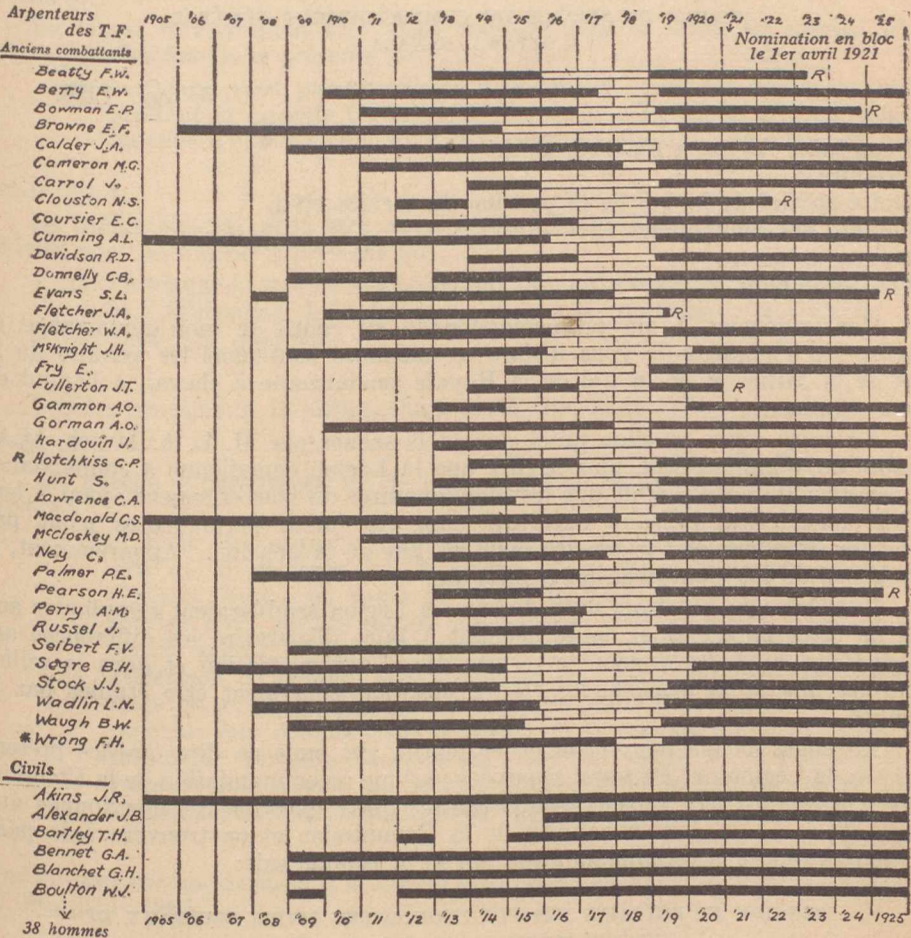 Arpenteurs
des T.F.
1905 '06 '07 '08 '09 1910 '11 '12 '13 '49 '15 '16 '17 '18 '19 1920 '21 '22 '23 '24 '25
Anciens combattants
Nomination en bloc
le 1er avril 1921
Beatty F.W. R
Berry E.W.
Bowman E.P. R
Browne E.F.
Calder J.A.
Cameron M.G.
Carrol J.
Clouston N.S. R
Coursier E.C.
Cumming A.L.
Davidson R.D.
Donnelly C.B.
Evans S.L. R
Fletcher J.A. R
Fletcher W.A.
McKnight J.H.
Fry E.
Fullerton J.T. R
Gammon A.O.
Gorman A.O.
Hardouin J.
R Hotchkiss C.P.
Hunt S.
Lawrence C.A.
Macdonald C.S.
McCloskey M.D.
Ney C.
Palmer P.E.
Pearson H.E. R
Perry A.M.
Russel J.
Seibert F.V.
Segre B.H.
Stock J.J.
Wadlin L.N.
Waugh B.W.
*Wrong F.H.
Civils
Akins J.R.
Alexander J.B.
Bartley T.H.
Bennet G.A.
Blanchet G.H.
Boulton W.J.
1905 '06 '07 '08 '09 '10 '11 '12 '13 '14 '15 '16 '17 '18 '19 '20 '21 '22 '23 '24 1925
38 hommes